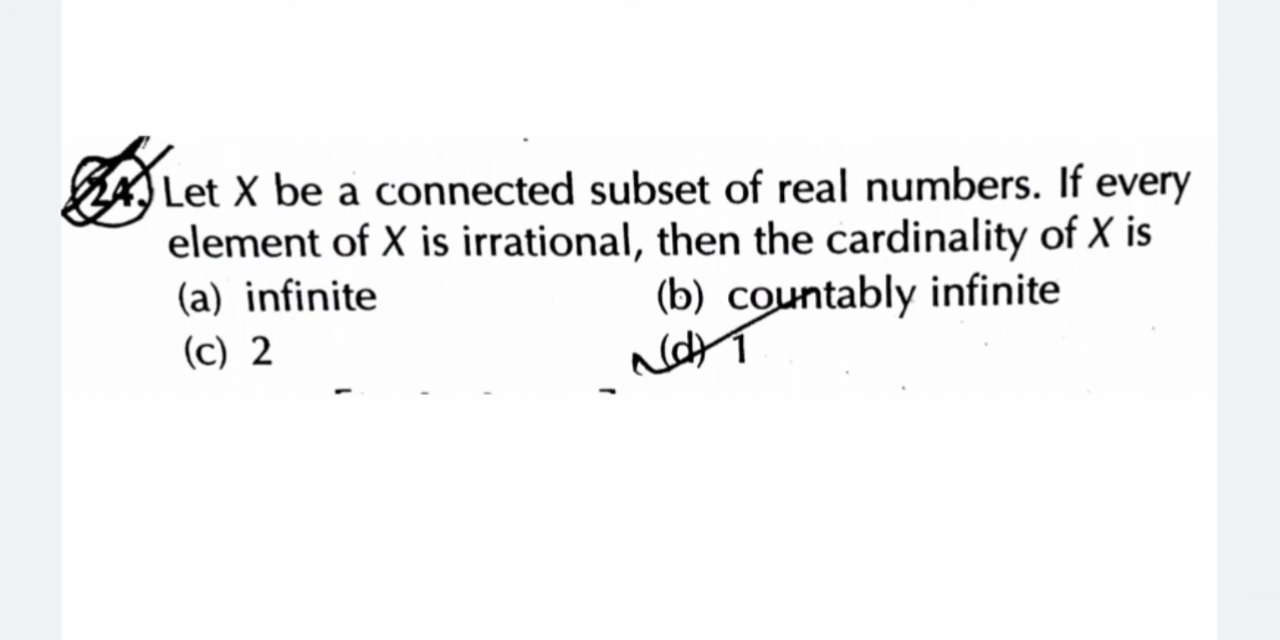 24. Let X be a connected subset of real numbers. If every
element of X is irrational, then the cardinality of X is
(a) infinite (b) countably infinite
(c) 2 (d) 1